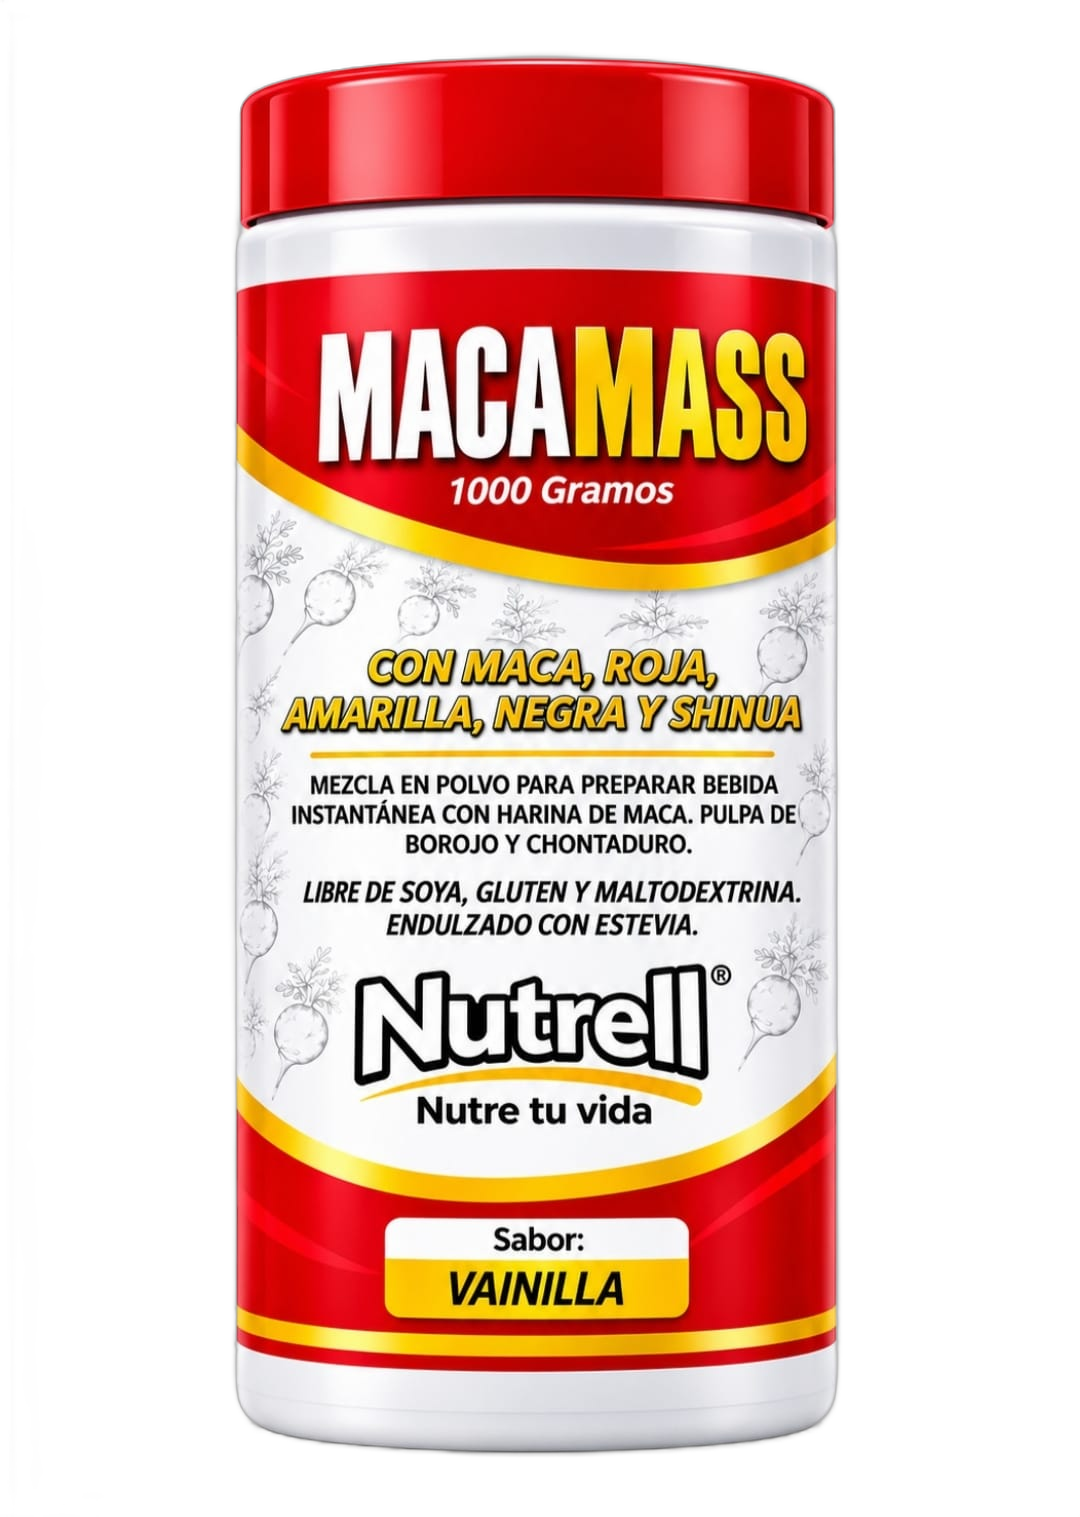 MACAMASS
1000 Gramos
CON MACA, ROJA,
AMARILLA, NEGRA Y SHINUA
MEZCLA EN POLVO PARA PREPARAR BEBIDA
INSTANTÁNEA CON HARINA DE MACA. PULPA DE
BOROJO Y CHONTADURO.
LIBRE DE SOYA, GLUTEN Y MALTODEXTRINA.
ENDULZADO CON ESTEVIA.
Nutrell®
Nutre tu vida
Sabor:
VAINILLA